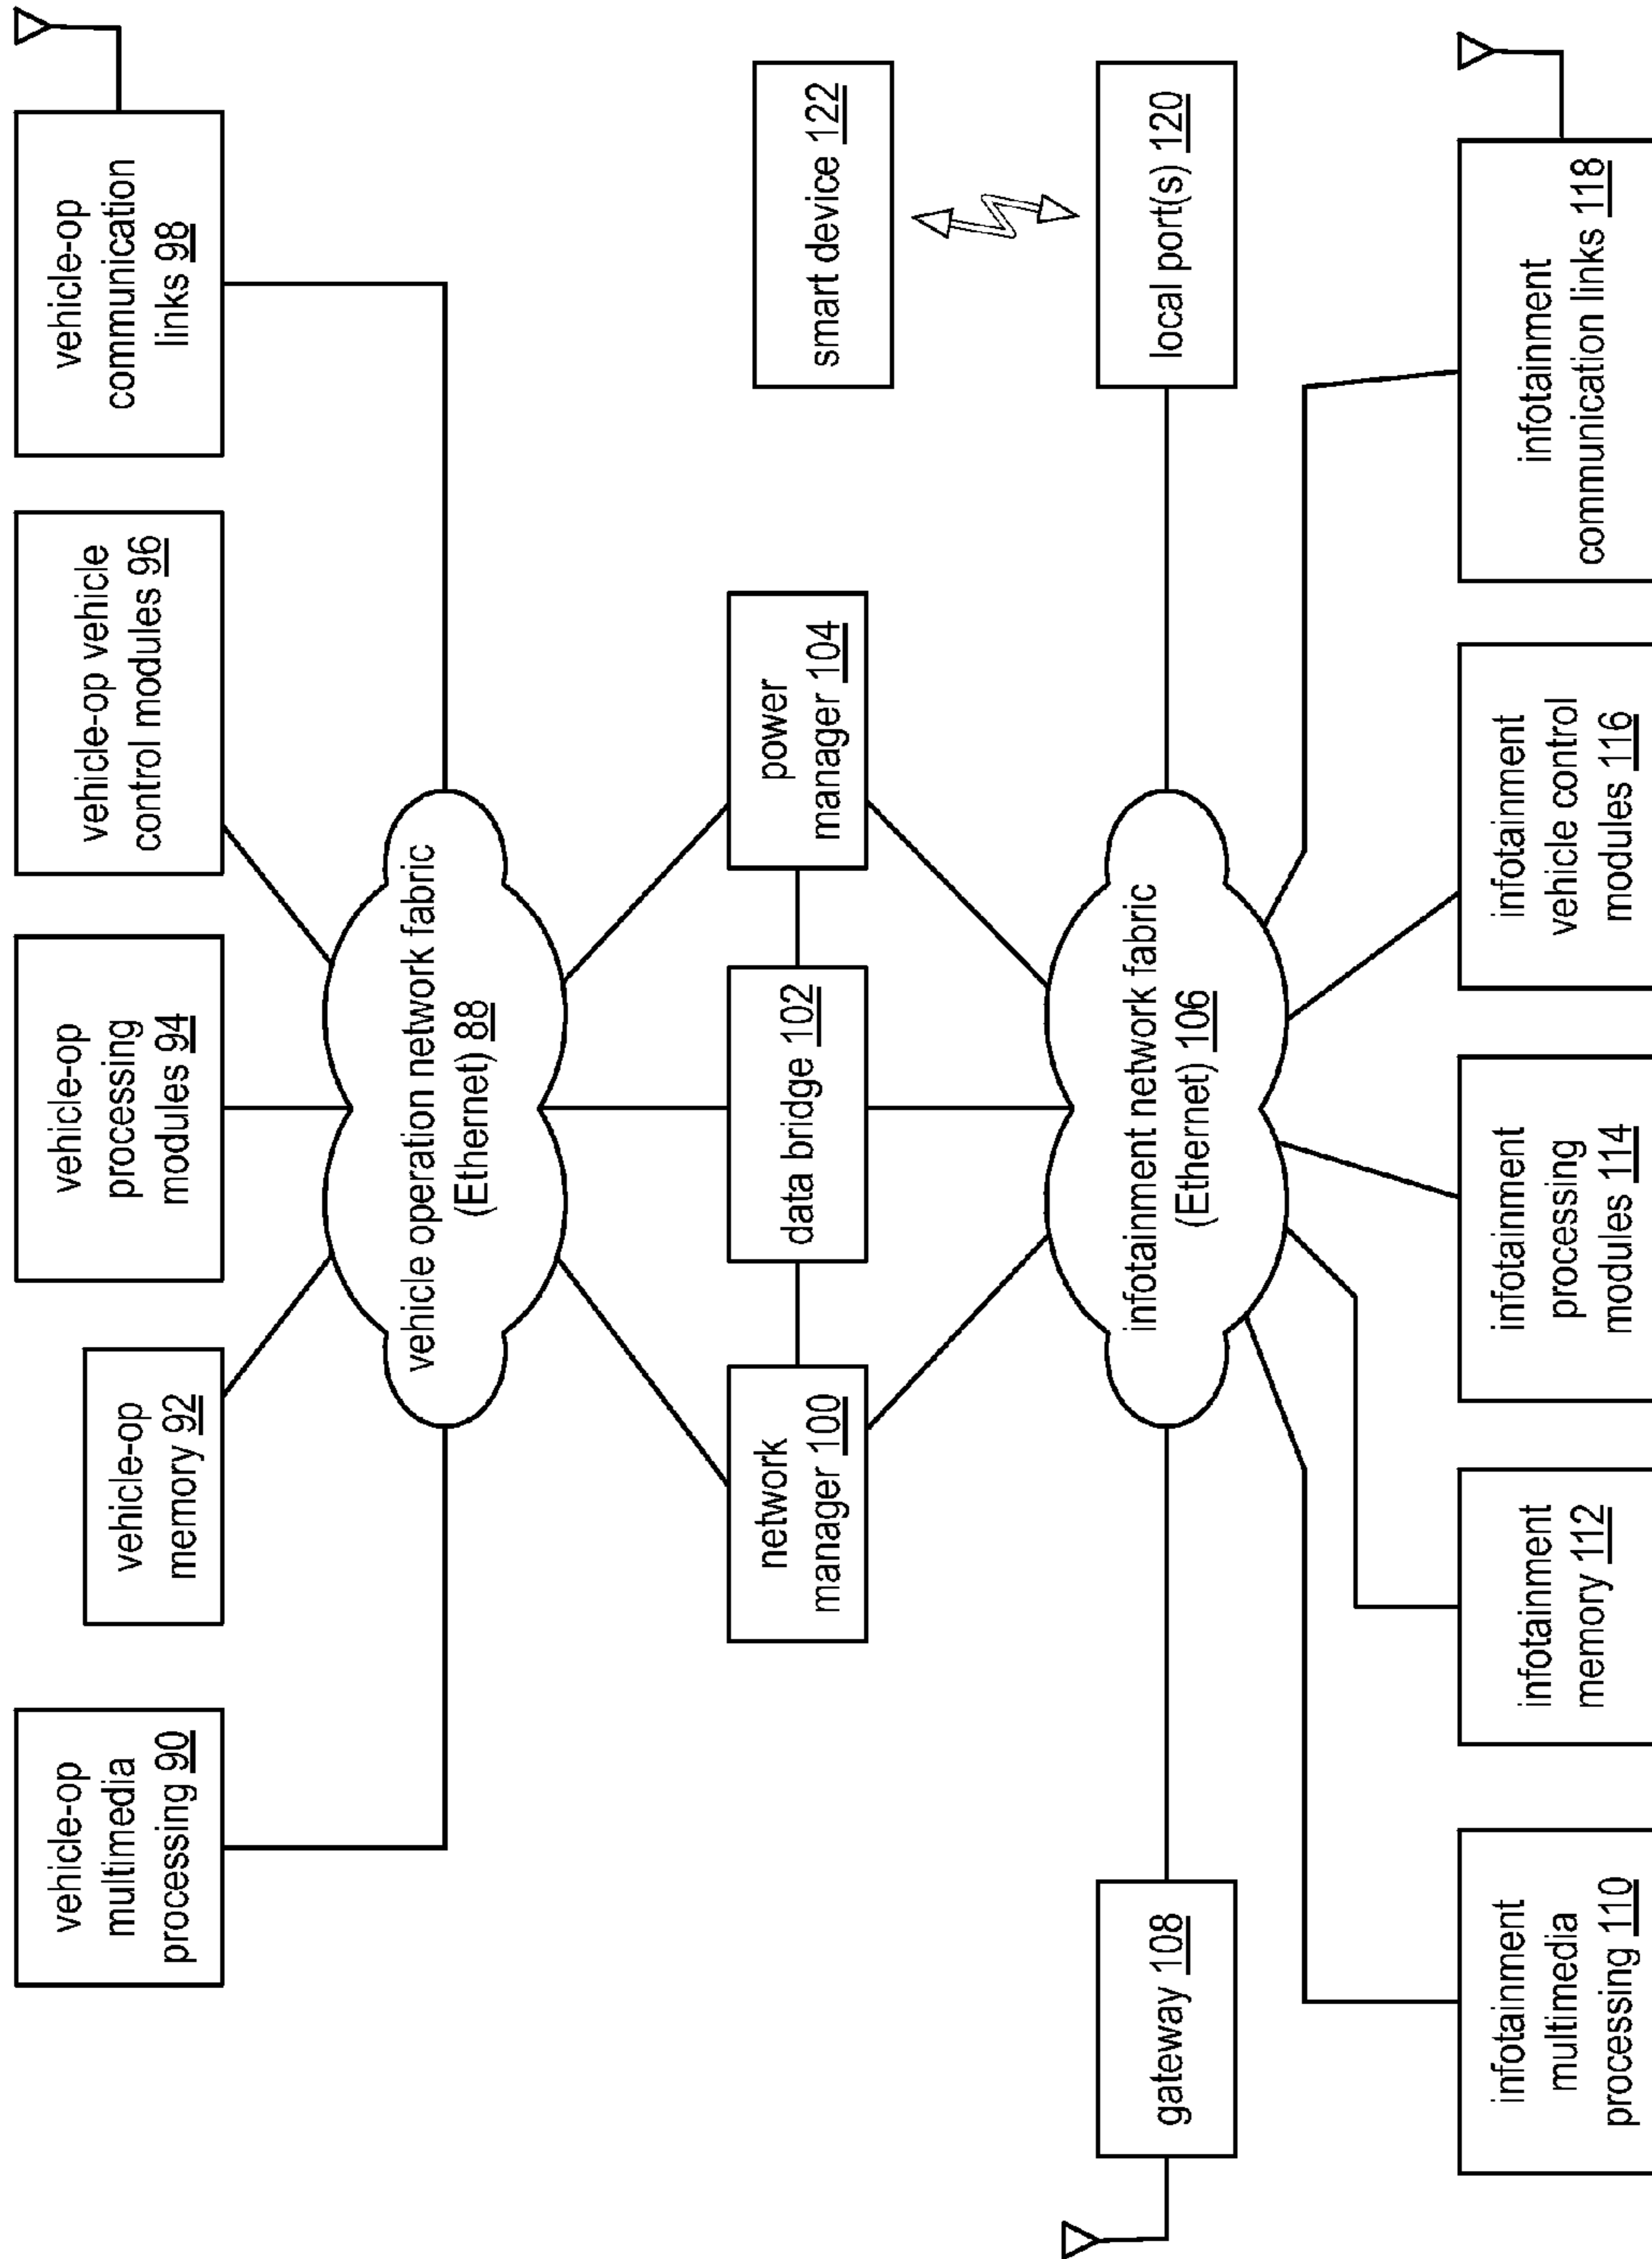 vehicle-op
multimedia
processing 90
vehicle-op
memory 92
vehicle-op
processing
modules 94
vehicle-op vehicle
control modules 96
vehicle-op
communication
links 98
vehicle operation network fabric
(Ethernet) 88
network
manager 100
data bridge 102
power
manager 104
smart device 122
gateway 108
infotainment network fabric
(Ethernet) 106
local port(s) 120
infotainment
multimedia
processing 110
infotainment
memory 112
infotainment
processing
modules 114
infotainment
vehicle control
modules 116
infotainment
communication links 118